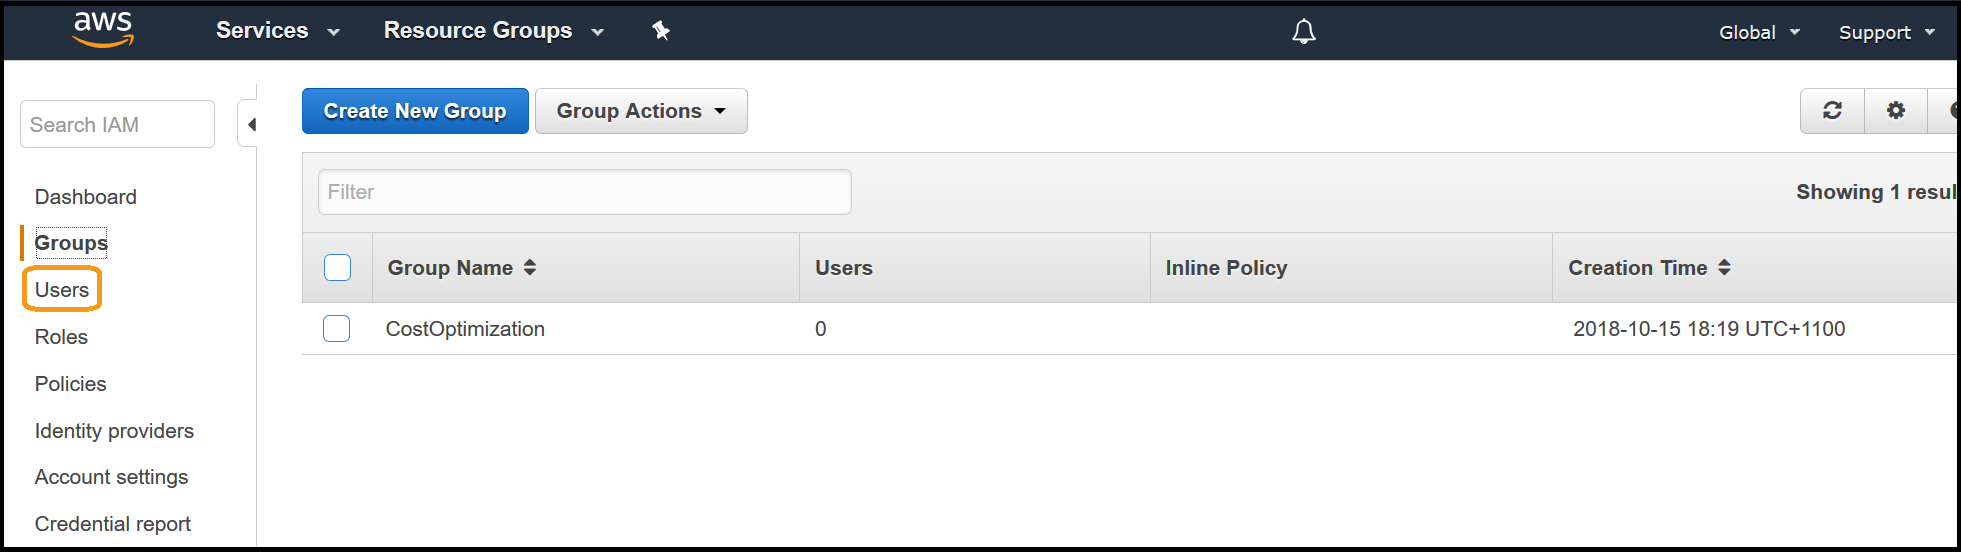 aws Services Resource Groups Global Support
Create New Group Group Actions
Search IAM
Dashboard
Groups
Users
Roles
Policies
Identity providers
Account settings
Credential report
Filter Showing 1 resul
Group Name Users Inline Policy Creation Time
CostOptimization 0 2018-10-15 18:19 UTC+1100